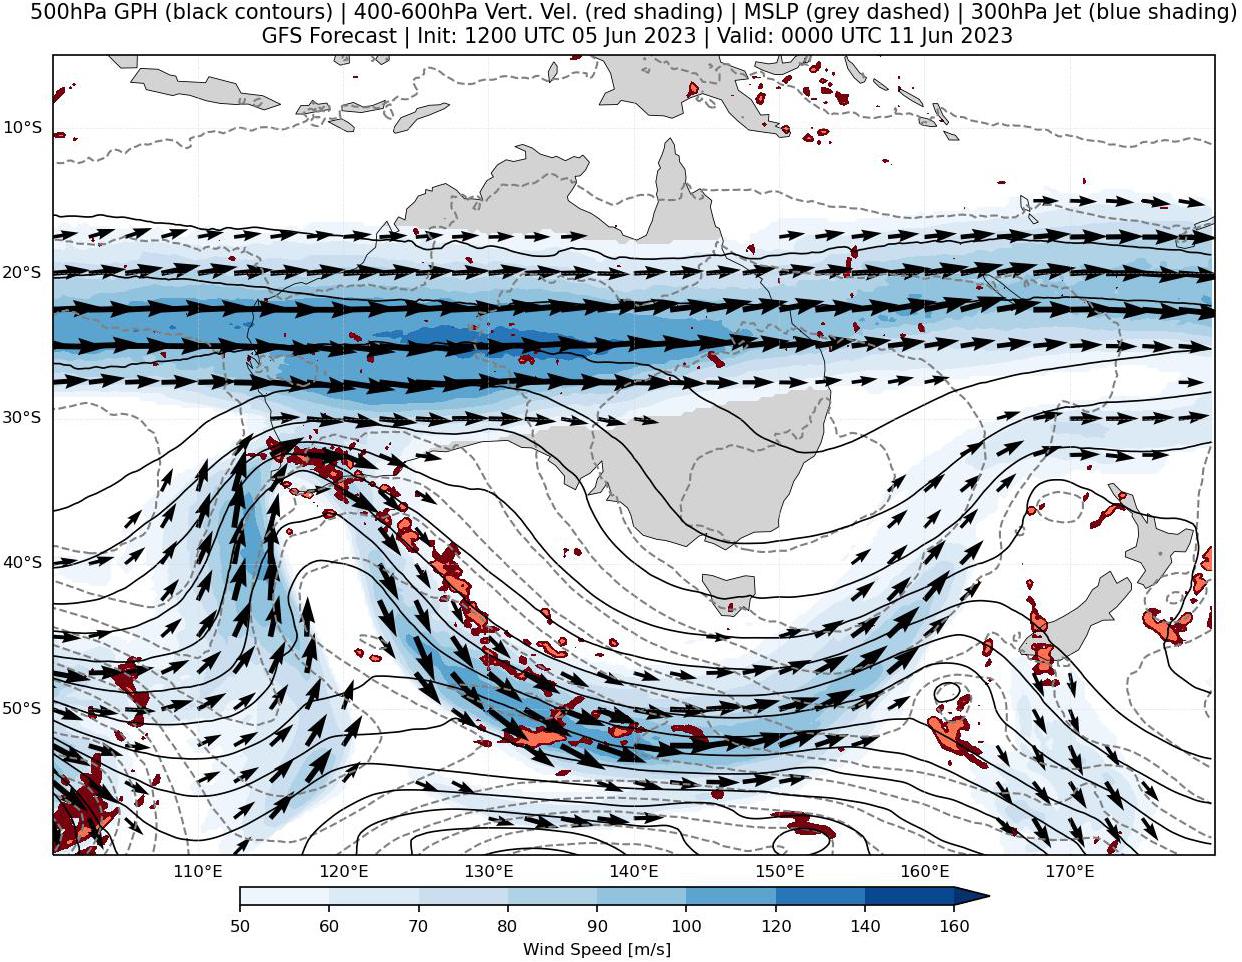 500hPa GPH (black contours) | 400-600hPa Vert. Vel. (red shading) | MSLP (grey dashed) | 300hPa Jet (blue shading)
GFS Forecast | Init: 1200 UTC 05 Jun 2023 | Valid: 0000 UTC 11 Jun 2023
10°S
20°S
30°S
40°S
50°S
110°E 120°E 130°E 140°E 150°E 160°E 170°E
50 60 70 80 90 100 120 140 160
Wind Speed [m/s]